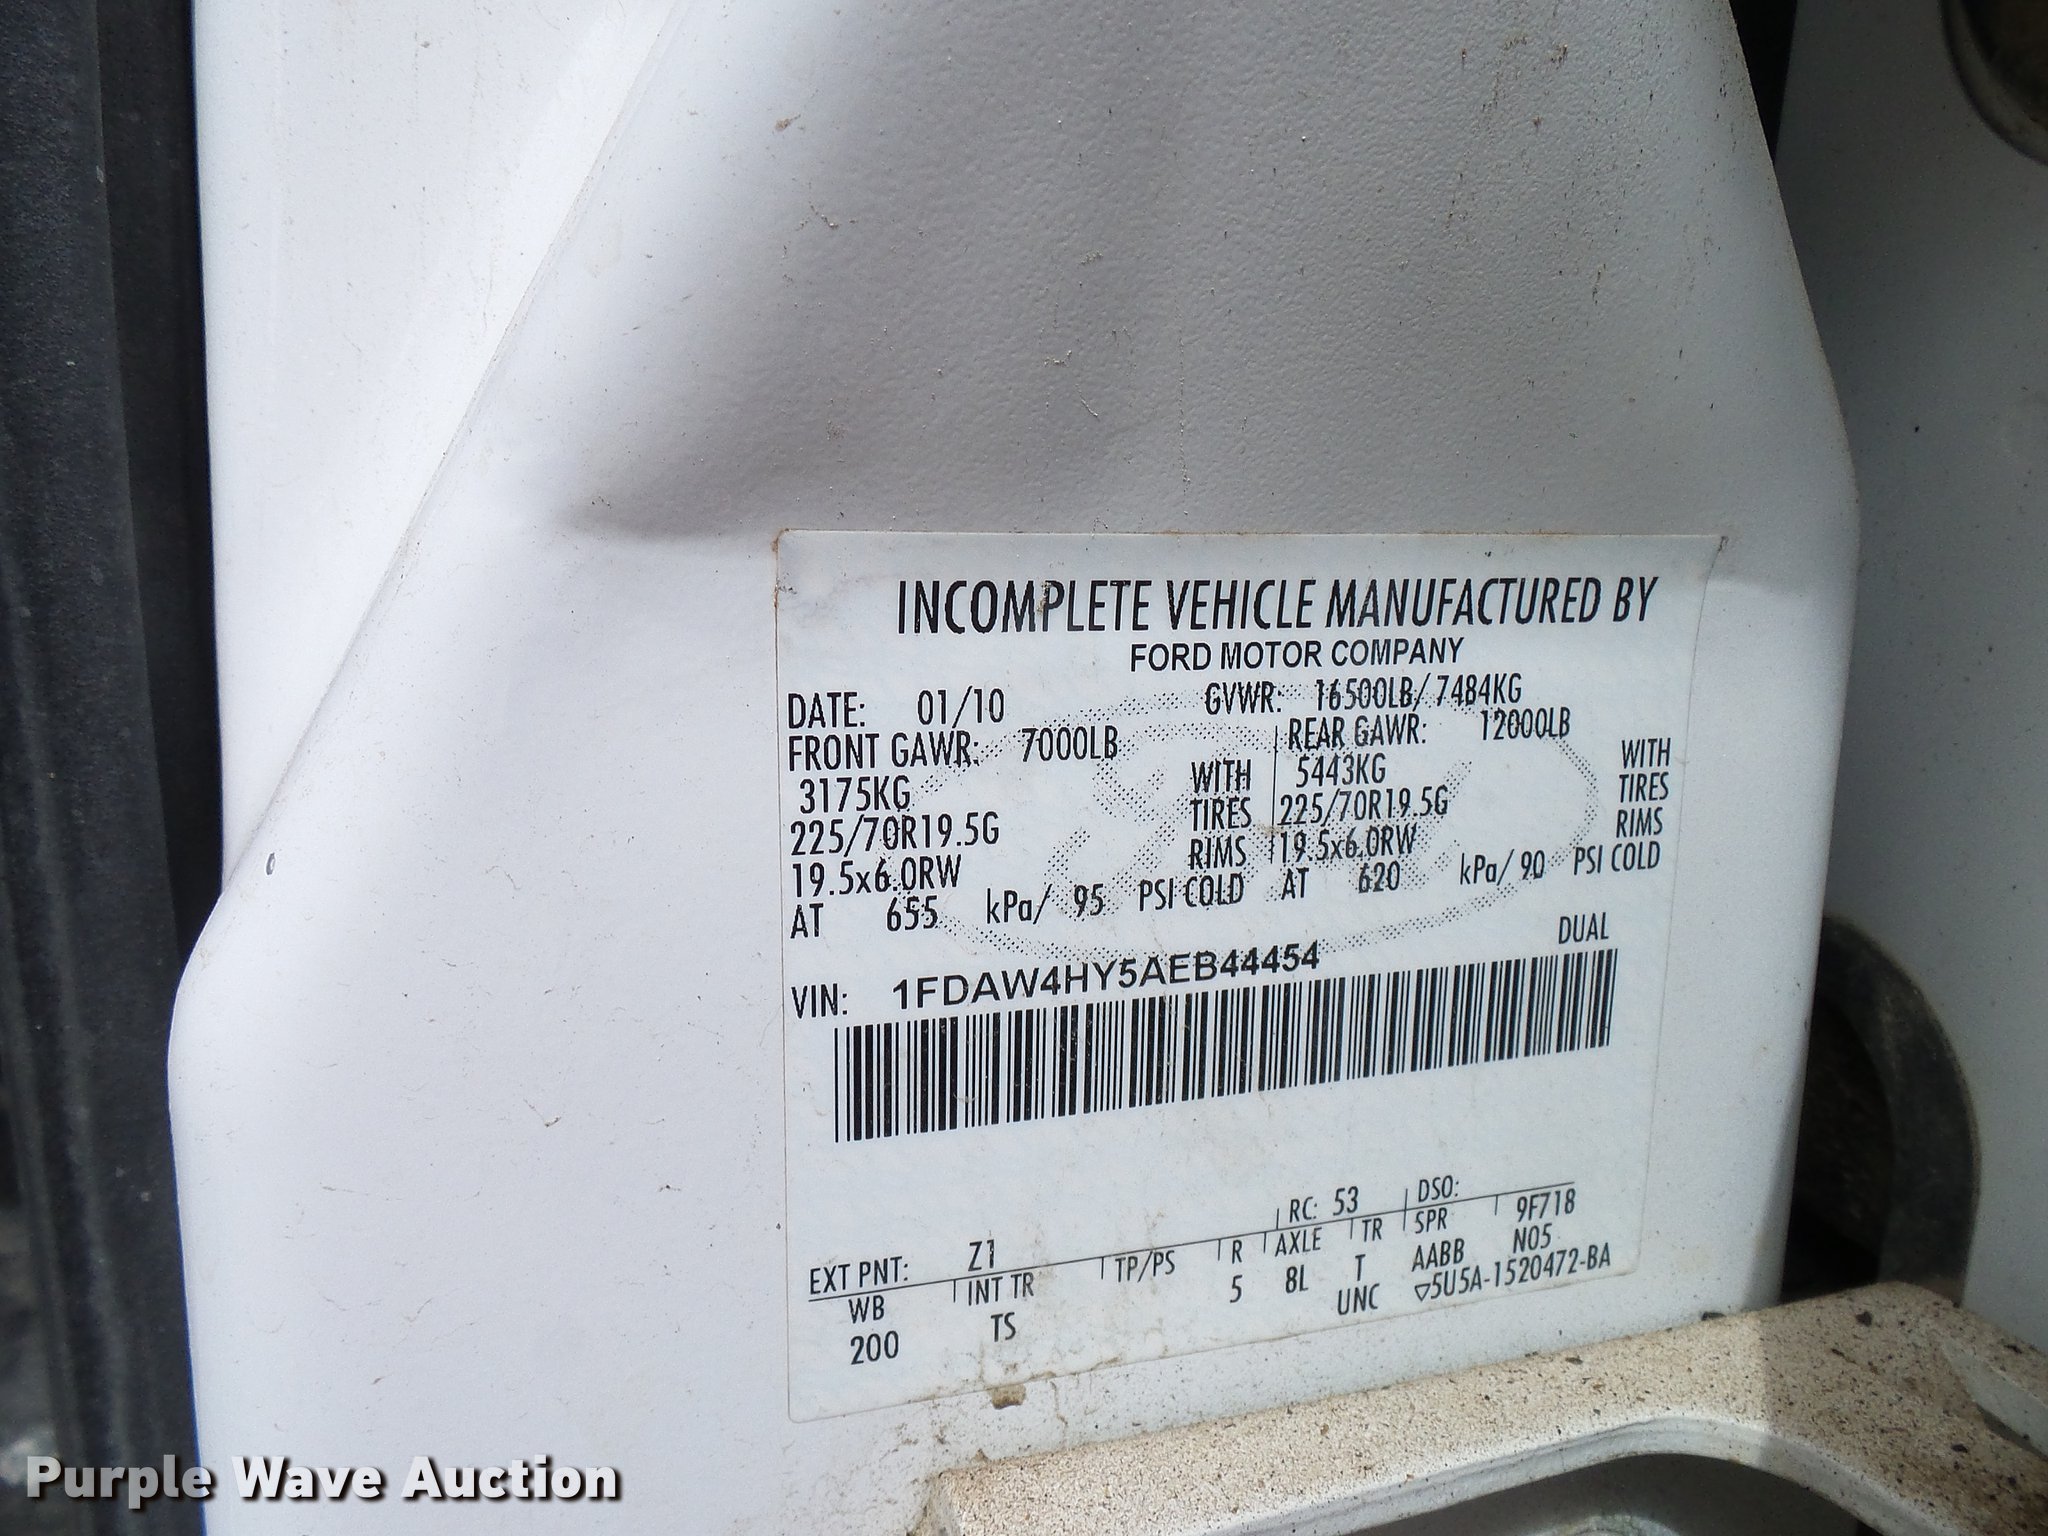 INCOMPLETE VEHICLE MANUFACTURED BY
FORD MOTOR COMPANY
DATE: 01/10 GVWR: 16500LB/ 7484KG
FRONT GAWR: 7000LB REAR GAWR: 12000LB
3175KG WITH 5443KG WITH
225/70R19.5G TIRES 225/70R19.5G TIRES
19.5x6.0RW RIMS 19.5x6.0RW RIMS
AT 655 kPa/ 95 PSI COLD AT 620 kPa/ 90 PSI COLD
VIN: 1FDAW4HY5AEB44454 DUAL
EXT PNT: Z1 RC: 53 DSO:
WB INT TR TP/PS R AXLE TR SPR 9F718
200 TS 5 8L T AABB N05
UNC ▽5U5A-1520472-BA
Purple Wave Auction